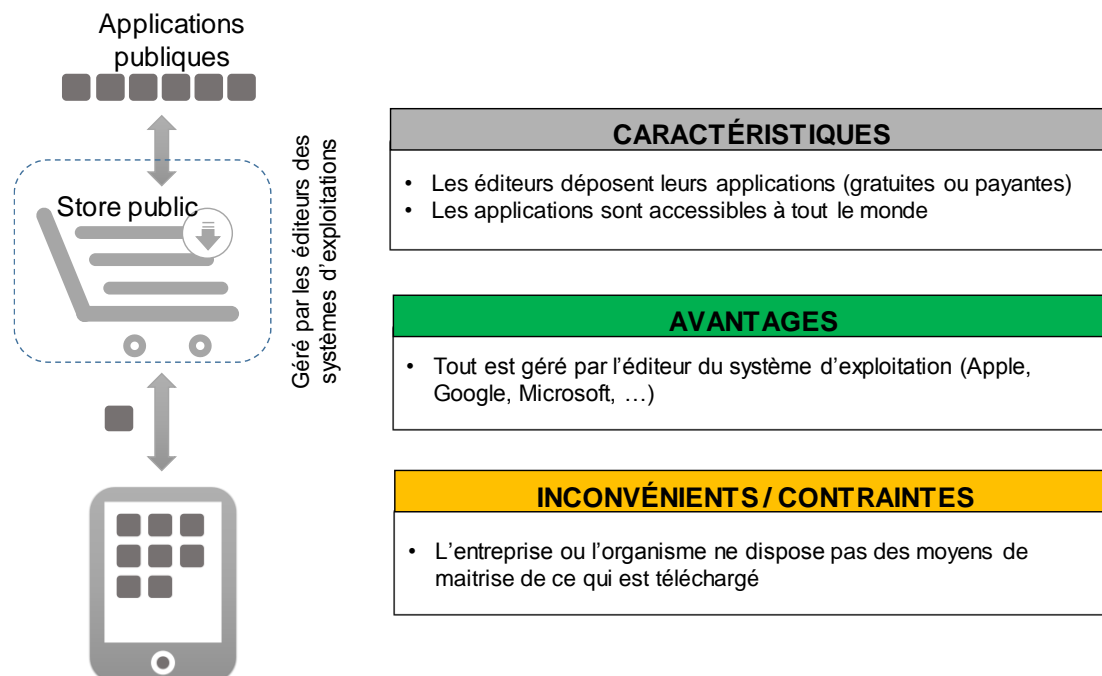 Applications
publiques
Store public
Géré par les éditeurs des
systèmes d'exploitations
CARACTÉRISTIQUES
• Les éditeurs déposent leurs applications (gratuites ou payantes)
• Les applications sont accessibles à tout le monde
AVANTAGES
• Tout est géré par l'éditeur du système d'exploitation (Apple,
Google, Microsoft, …)
INCONVÉNIENTS / CONTRAINTES
• L'entreprise ou l'organisme ne dispose pas des moyens de
maitrise de ce qui est téléchargé